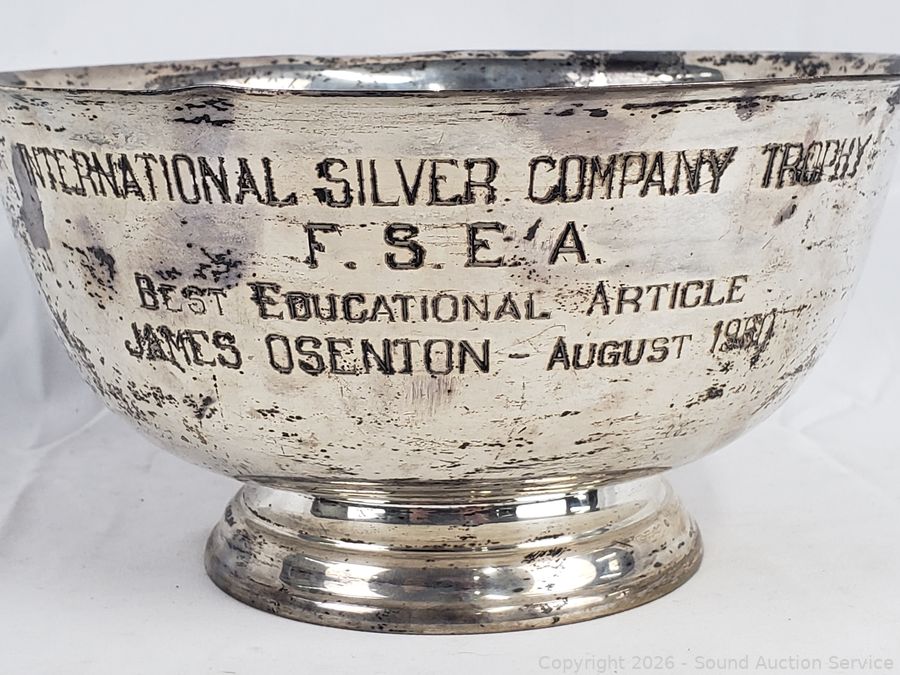 INTERNATIONAL SILVER COMPANY TROPHY
F. S. E. A.
BEST EDUCATIONAL ARTICLE
JAMES OSENTON - AUGUST
Copyright © 2026 - Sound Auction Service